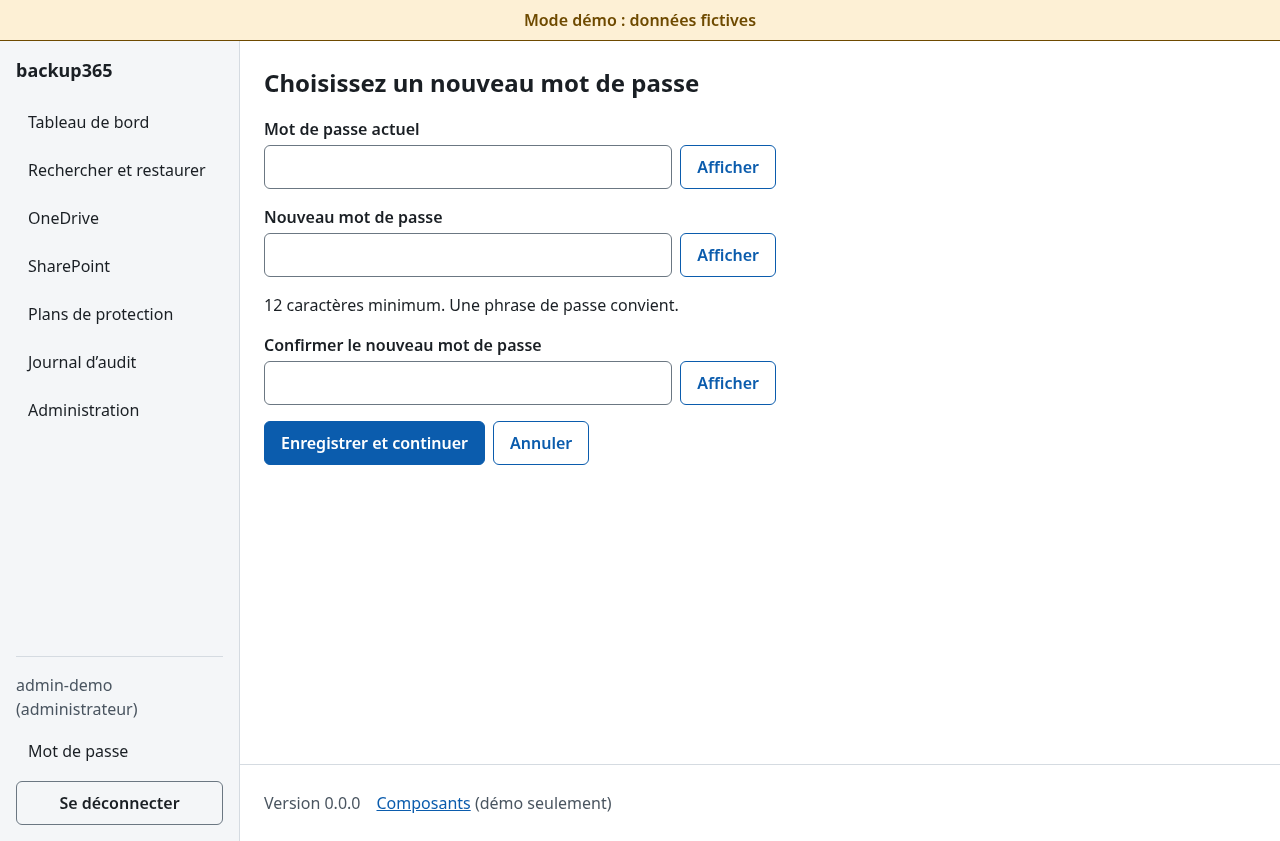 Mode démo : données fictives
backup365
Tableau de bord
Rechercher et restaurer
OneDrive
SharePoint
Plans de protection
Journal d’audit
Administration
admin-demo
(administrateur)
Mot de passe
Se déconnecter
Choisissez un nouveau mot de passe
Mot de passe actuel
Afficher
Nouveau mot de passe
Afficher
12 caractères minimum. Une phrase de passe convient.
Confirmer le nouveau mot de passe
Afficher
Enregistrer et continuer
Annuler
Version 0.0.0 Composants (démo seulement)